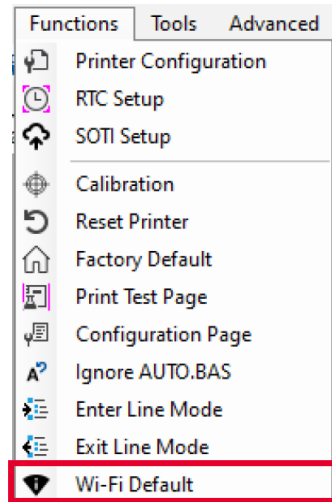 Functions Tools Advanced
Printer Configuration
RTC Setup
SOTI Setup
Calibration
Reset Printer
Factory Default
Print Test Page
Configuration Page
Ignore AUTO.BAS
Enter Line Mode
Exit Line Mode
Wi-Fi Default